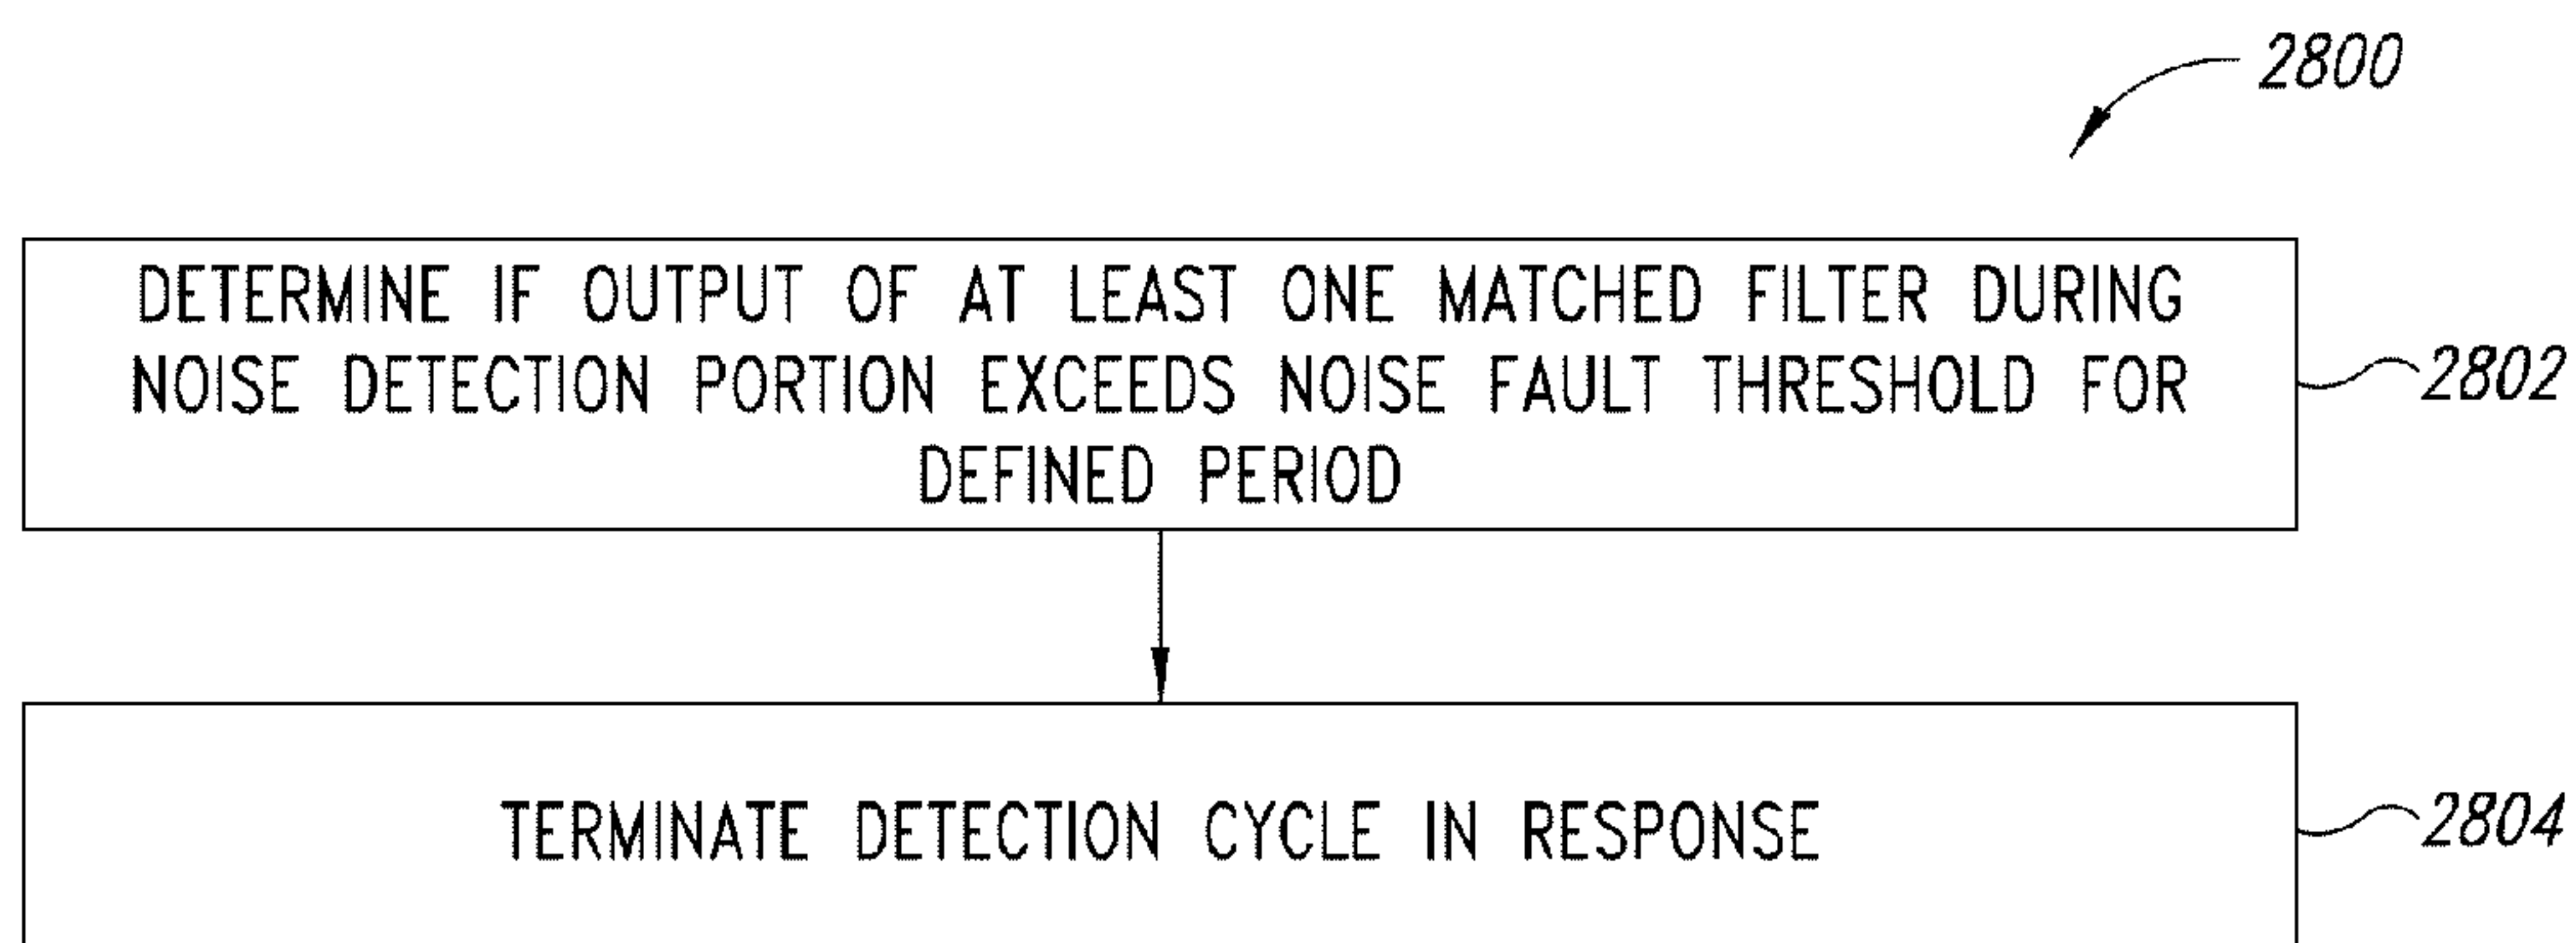 2800
DETERMINE IF OUTPUT OF AT LEAST ONE MATCHED FILTER DURING
NOISE DETECTION PORTION EXCEEDS NOISE FAULT THRESHOLD FOR
DEFINED PERIOD
2802
TERMINATE DETECTION CYCLE IN RESPONSE
2804